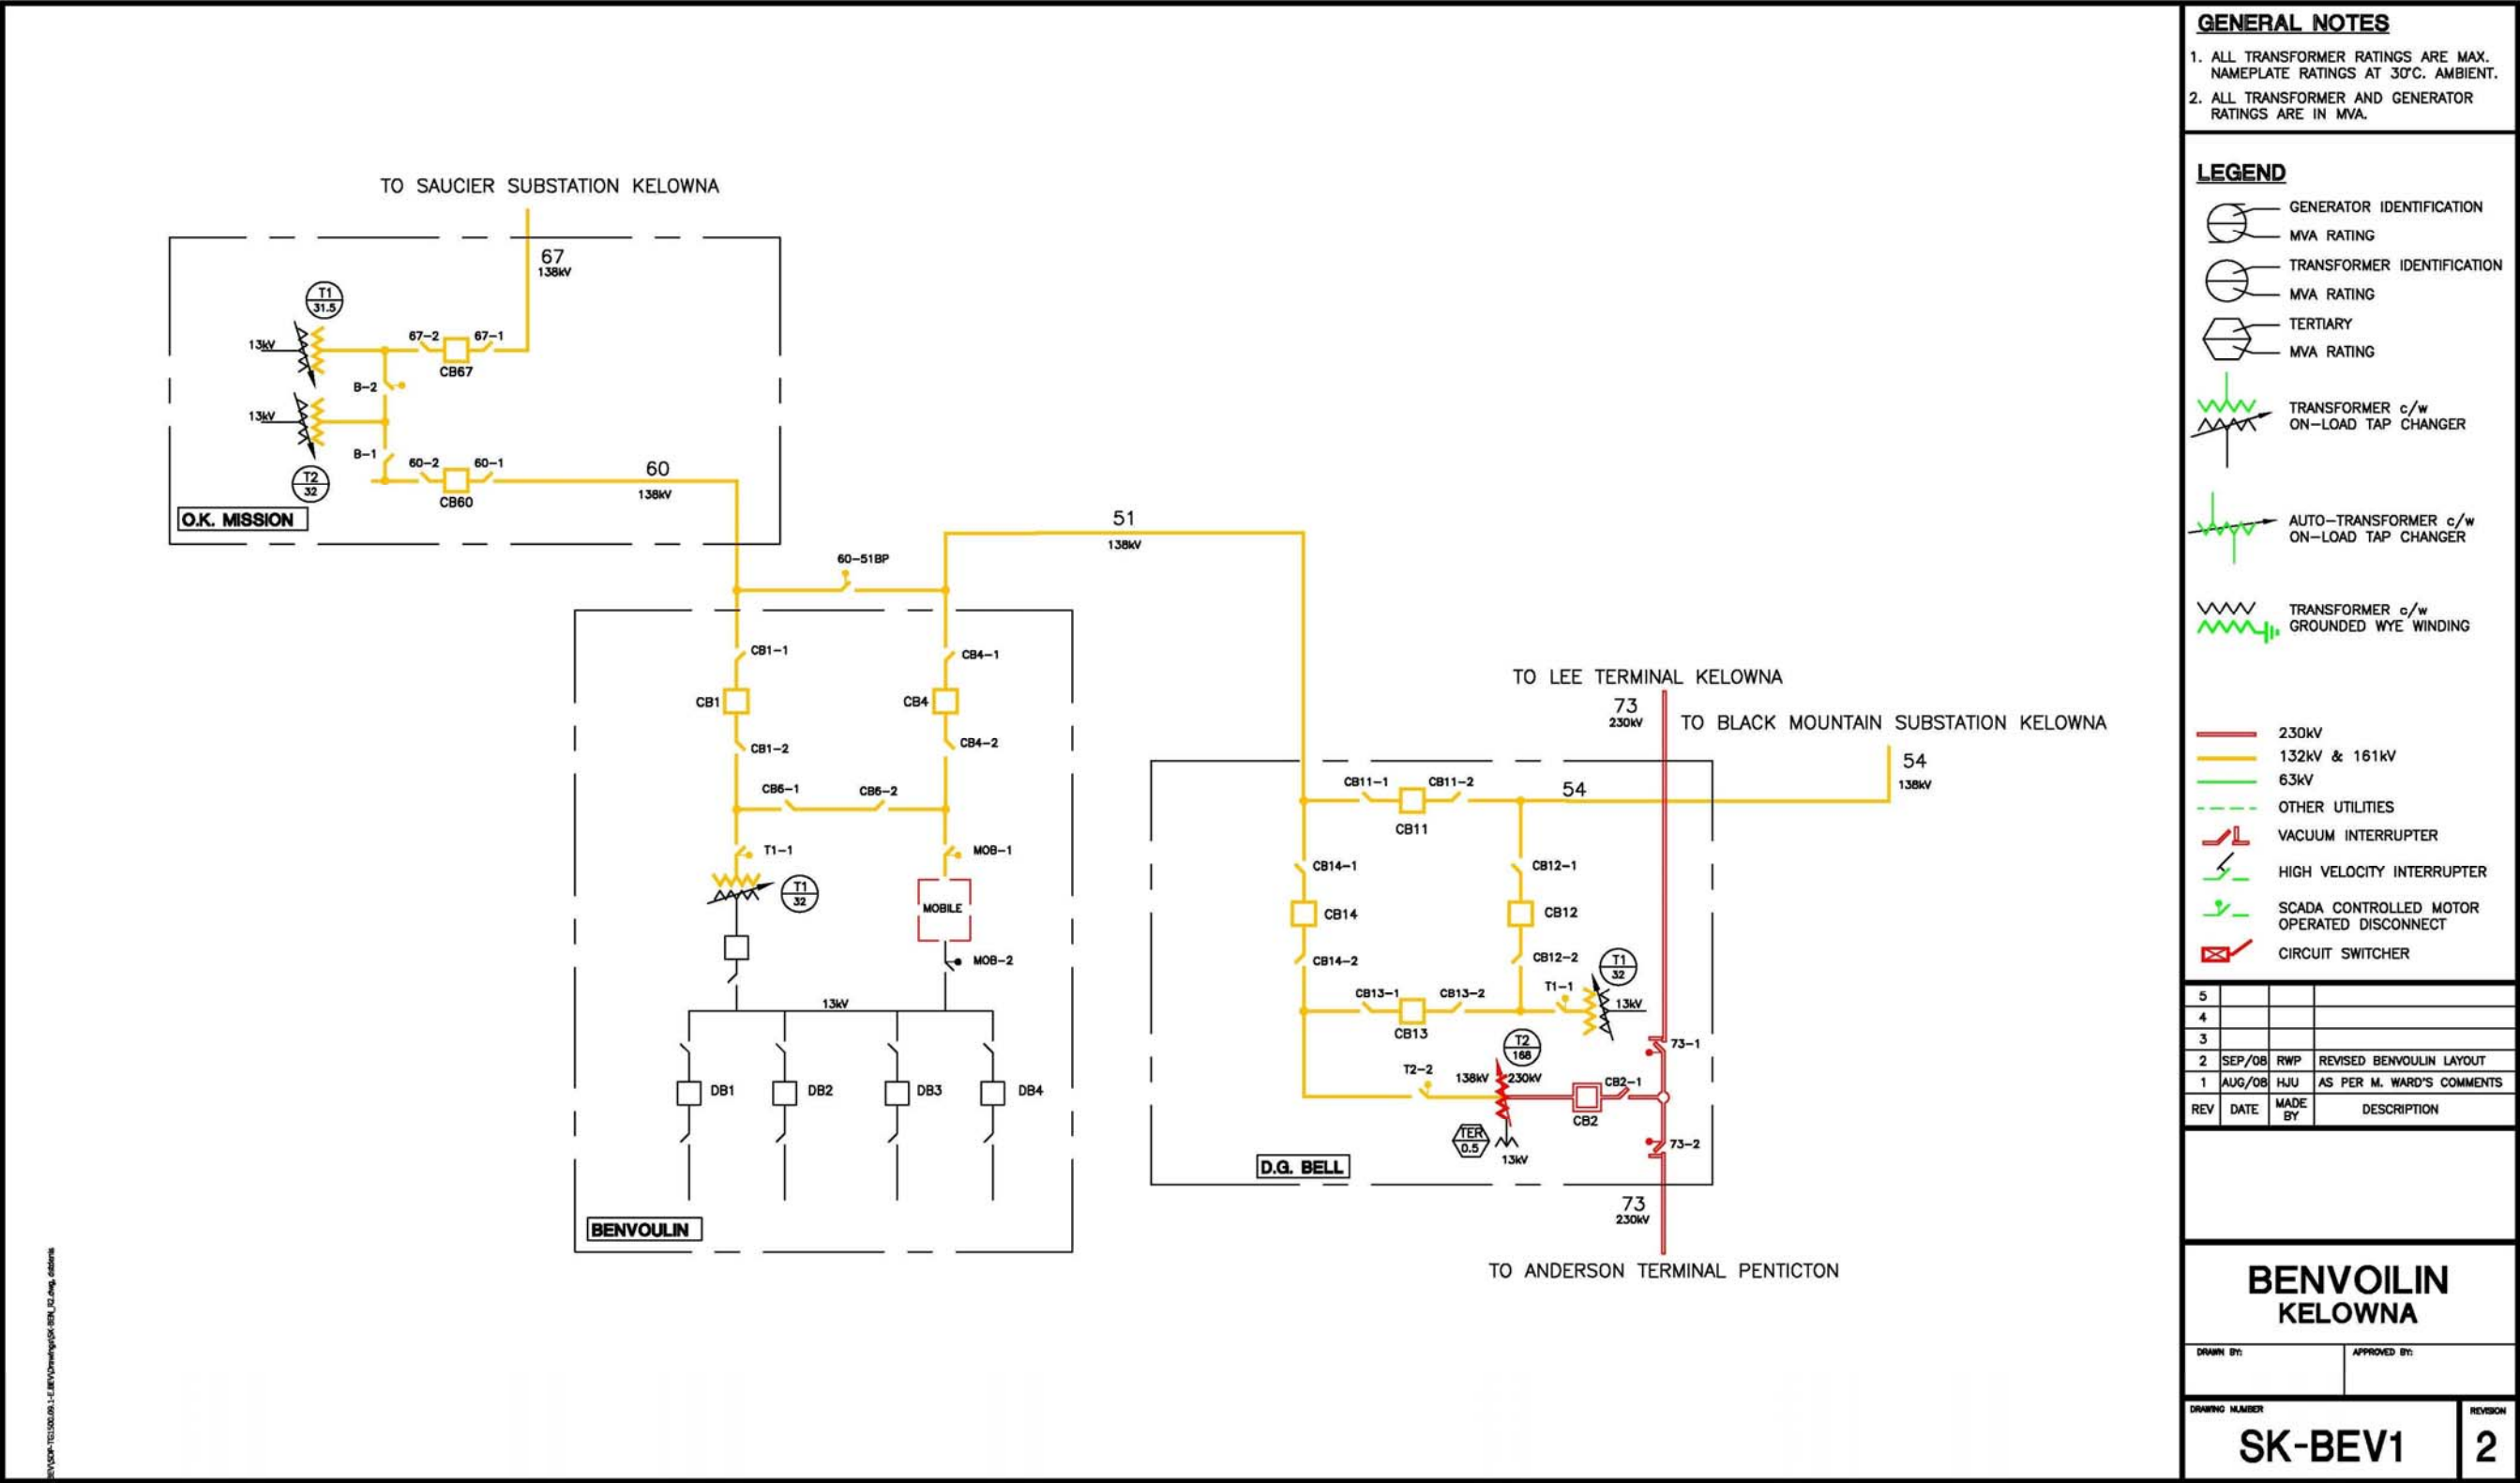 TO SAUCIER SUBSTATION KELOWNA
67
138kV
T1
31.5
13kV
67-2
67-1
CB67
B-2
13kV
B-1
60-2
60-1
CB60
T2
32
60
138kV
O.K. MISSION
51
138kV
60-51BP
CB1-1
CB4-1
CB1
CB4
CB1-2
CB4-2
CB6-1
CB6-2
T1-1
MOB-1
T1
32
MOBILE
MOB-2
13kV
DB1
DB2
DB3
DB4
BENVOULIN
TO LEE TERMINAL KELOWNA
73
230kV
TO BLACK MOUNTAIN SUBSTATION KELOWNA
54
138kV
54
CB11-1
CB11-2
CB11
CB14-1
CB12-1
CB14
CB12
CB14-2
CB12-2
T1
32
CB13-1
CB13-2
T1-1
13kV
CB13
T2
168
73-1
T2-2
138kV
230kV
CB2-1
CB2
TER
0.5
13kV
73-2
D.G. BELL
73
230kV
TO ANDERSON TERMINAL PENTICTON
GENERAL NOTES
1. ALL TRANSFORMER RATINGS ARE MAX.
NAMEPLATE RATINGS AT 30°C. AMBIENT.
2. ALL TRANSFORMER AND GENERATOR
RATINGS ARE IN MVA.
LEGEND
GENERATOR IDENTIFICATION
MVA RATING
TRANSFORMER IDENTIFICATION
MVA RATING
TERTIARY
MVA RATING
TRANSFORMER c/w
ON-LOAD TAP CHANGER
AUTO-TRANSFORMER c/w
ON-LOAD TAP CHANGER
TRANSFORMER c/w
GROUNDED WYE WINDING
230kV
132kV & 161kV
63kV
OTHER UTILITIES
VACUUM INTERRUPTER
HIGH VELOCITY INTERRUPTER
SCADA CONTROLLED MOTOR
OPERATED DISCONNECT
CIRCUIT SWITCHER
5
4
3
2 SEP/08 RWP REVISED BENVOULIN LAYOUT
1 AUG/08 HJU AS PER M. WARD'S COMMENTS
REV DATE MADE BY DESCRIPTION
BENVOILIN
KELOWNA
DRAWN BY:
APPROVED BY:
DRAWING NUMBER
REVISION
SK-BEV1
2